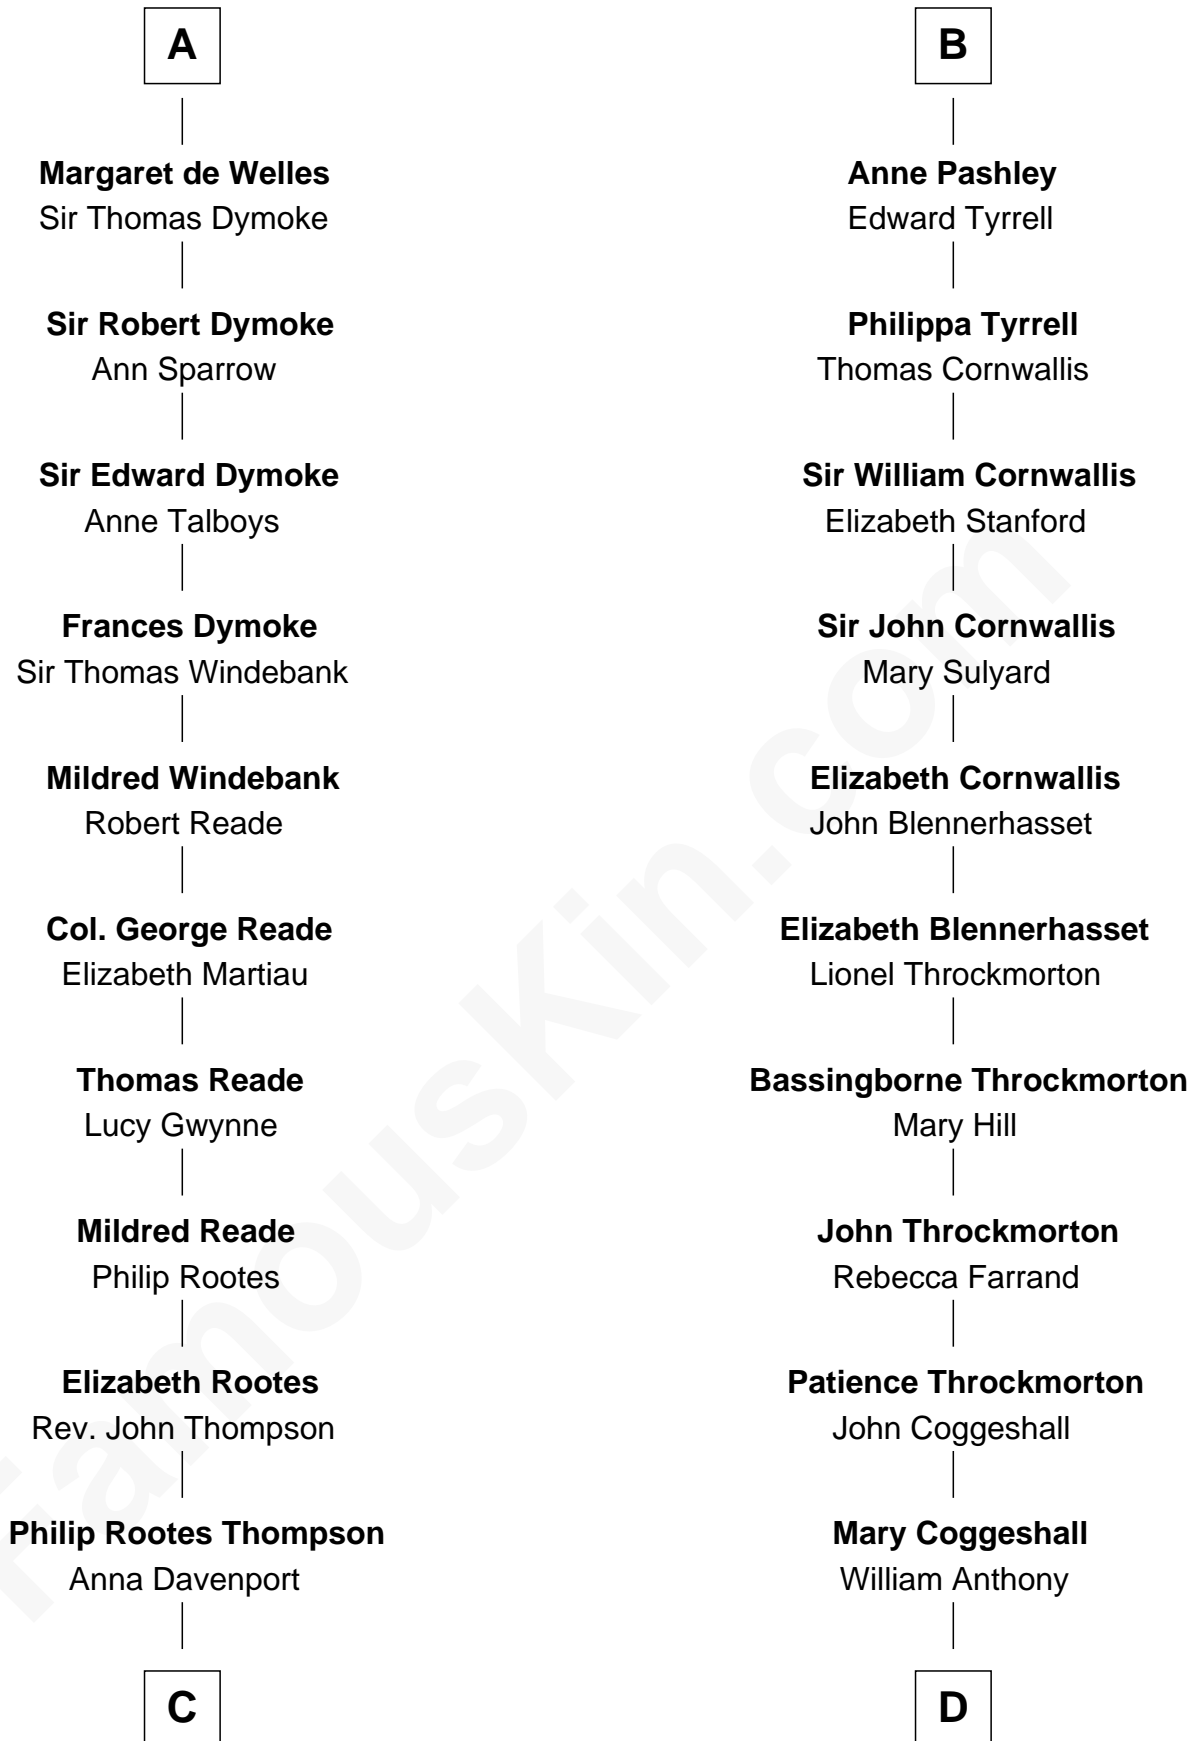 A
Margaret de Welles
Sir Thomas Dymoke
Sir Robert Dymoke
Ann Sparrow
Sir Edward Dymoke
Anne Talboys
Frances Dymoke
Sir Thomas Windebank
Mildred Windebank
Robert Reade
Col. George Reade
Elizabeth Martiau
Thomas Reade
Lucy Gwynne
Mildred Reade
Philip Rootes
Elizabeth Rootes
Rev. John Thompson
Philip Rootes Thompson
Anna Davenport
C
B
Anne Pashley
Edward Tyrrell
Philippa Tyrrell
Thomas Cornwallis
Sir William Cornwallis
Elizabeth Stanford
Sir John Cornwallis
Mary Sulyard
Elizabeth Cornwallis
John Blennerhasset
Elizabeth Blennerhasset
Lionel Throckmorton
Bassingborne Throckmorton
Mary Hill
John Throckmorton
Rebecca Farrand
Patience Throckmorton
John Coggeshall
Mary Coggeshall
William Anthony
D
FamousKin.com